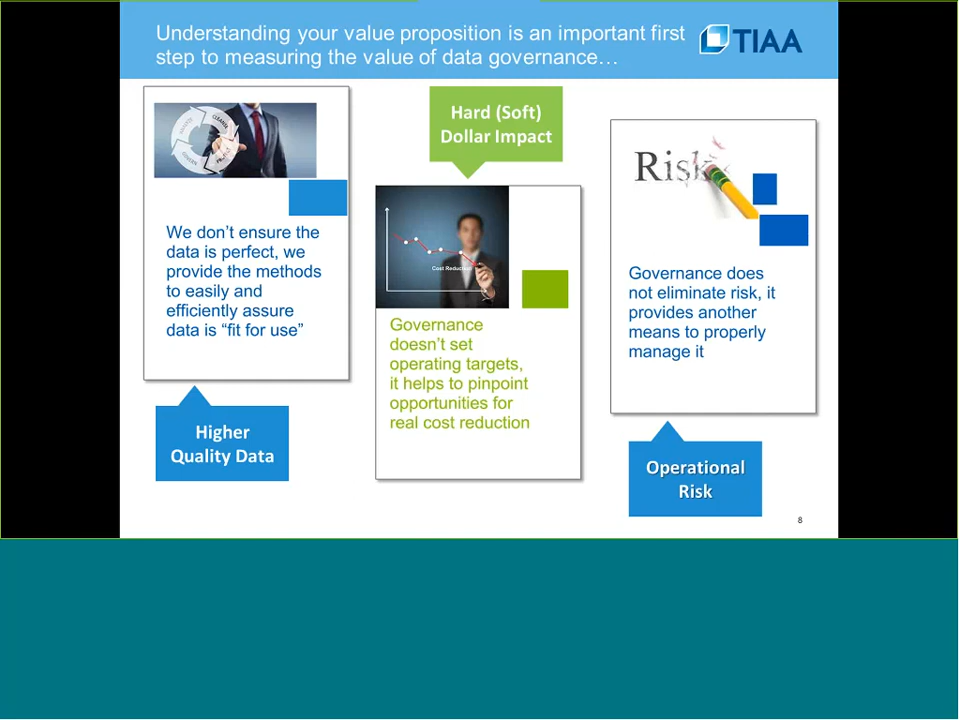 Understanding your value proposition is an important first
step to measuring the value of data governance…
TIAA
CLEANSE
PROFILE
We don’t ensure the
data is perfect, we
provide the methods
to easily and
efficiently assure
data is “fit for use”
Higher
Quality Data
Hard (Soft)
Dollar Impact
Cost Reduction
Governance
doesn’t set
operating targets,
it helps to pinpoint
opportunities for
real cost reduction
Risk
Governance does
not eliminate risk, it
provides another
means to properly
manage it
Operational
Risk
8